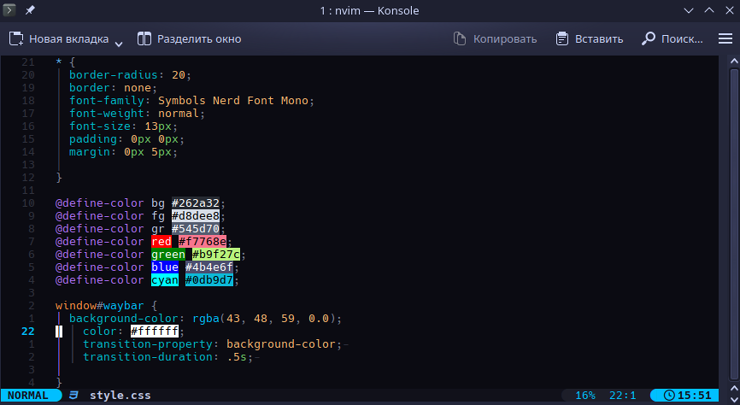 1 : nvim — Konsole
Новая вкладка Разделить окно Копировать Вставить Поиск...
21 * {
20 border-radius: 20;
19 border: none;
18 font-family: Symbols Nerd Font Mono;
17 font-weight: normal;
16 font-size: 13px;
15 padding: 0px 0px;
14 margin: 0px 5px;
13
12 }
11
10 @define-color bg #262a32;
9 @define-color fg #d8dee8;
8 @define-color gr #545d70;
7 @define-color red #f7768e;
6 @define-color green #b9f27c;
5 @define-color blue #4b4e6f;
4 @define-color cyan #0db9d7;
3
2 window#waybar {
1 background-color: rgba(43, 48, 59, 0.0);
22 color: #ffffff;
1 transition-property: background-color;-
2 transition-duration: .5s;-
3
4 }
NORMAL style.css 16% 22:1 15:51